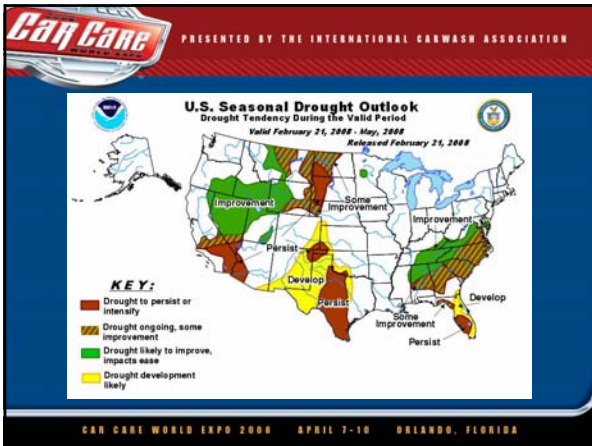 2008
Car Care
WORLD EXPO
PRESENTED BY THE INTERNATIONAL CARWASH ASSOCIATION
U.S. Seasonal Drought Outlook
Drought Tendency During the Valid Period
Valid February 21, 2008 - May, 2008
Released February 21, 2008
Improvement
Some
Improvement
Improvement
Persist
Develop
Persist
Develop
Some
Improvement
Persist
KEY:
Drought to persist or
intensify
Drought ongoing, some
improvement
Drought likely to improve,
impacts ease
Drought development
likely
CAR CARE WORLD EXPO 2008 APRIL 7-10 ORLANDO, FLORIDA